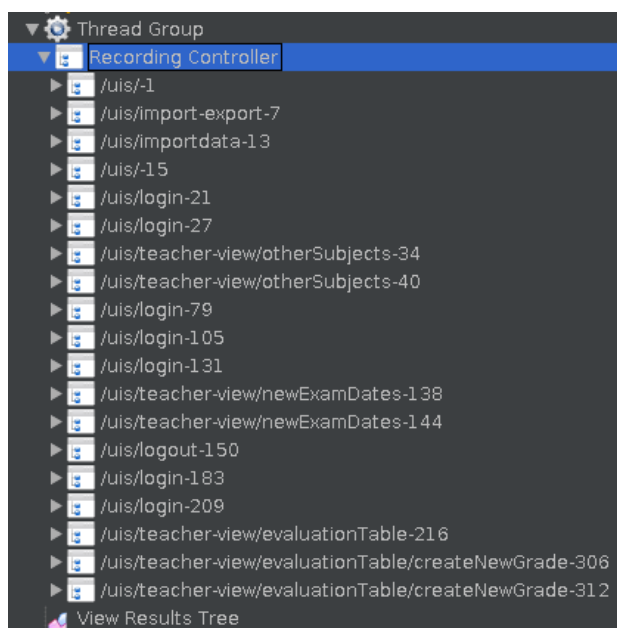 Thread Group
Recording Controller
/uis/-1
/uis/import-export-7
/uis/importdata-13
/uis/-15
/uis/login-21
/uis/login-27
/uis/teacher-view/otherSubjects-34
/uis/teacher-view/otherSubjects-40
/uis/login-79
/uis/login-105
/uis/login-131
/uis/teacher-view/newExamDates-138
/uis/teacher-view/newExamDates-144
/uis/logout-150
/uis/login-183
/uis/login-209
/uis/teacher-view/evaluationTable-216
/uis/teacher-view/evaluationTable/createNewGrade-306
/uis/teacher-view/evaluationTable/createNewGrade-312
View Results Tree